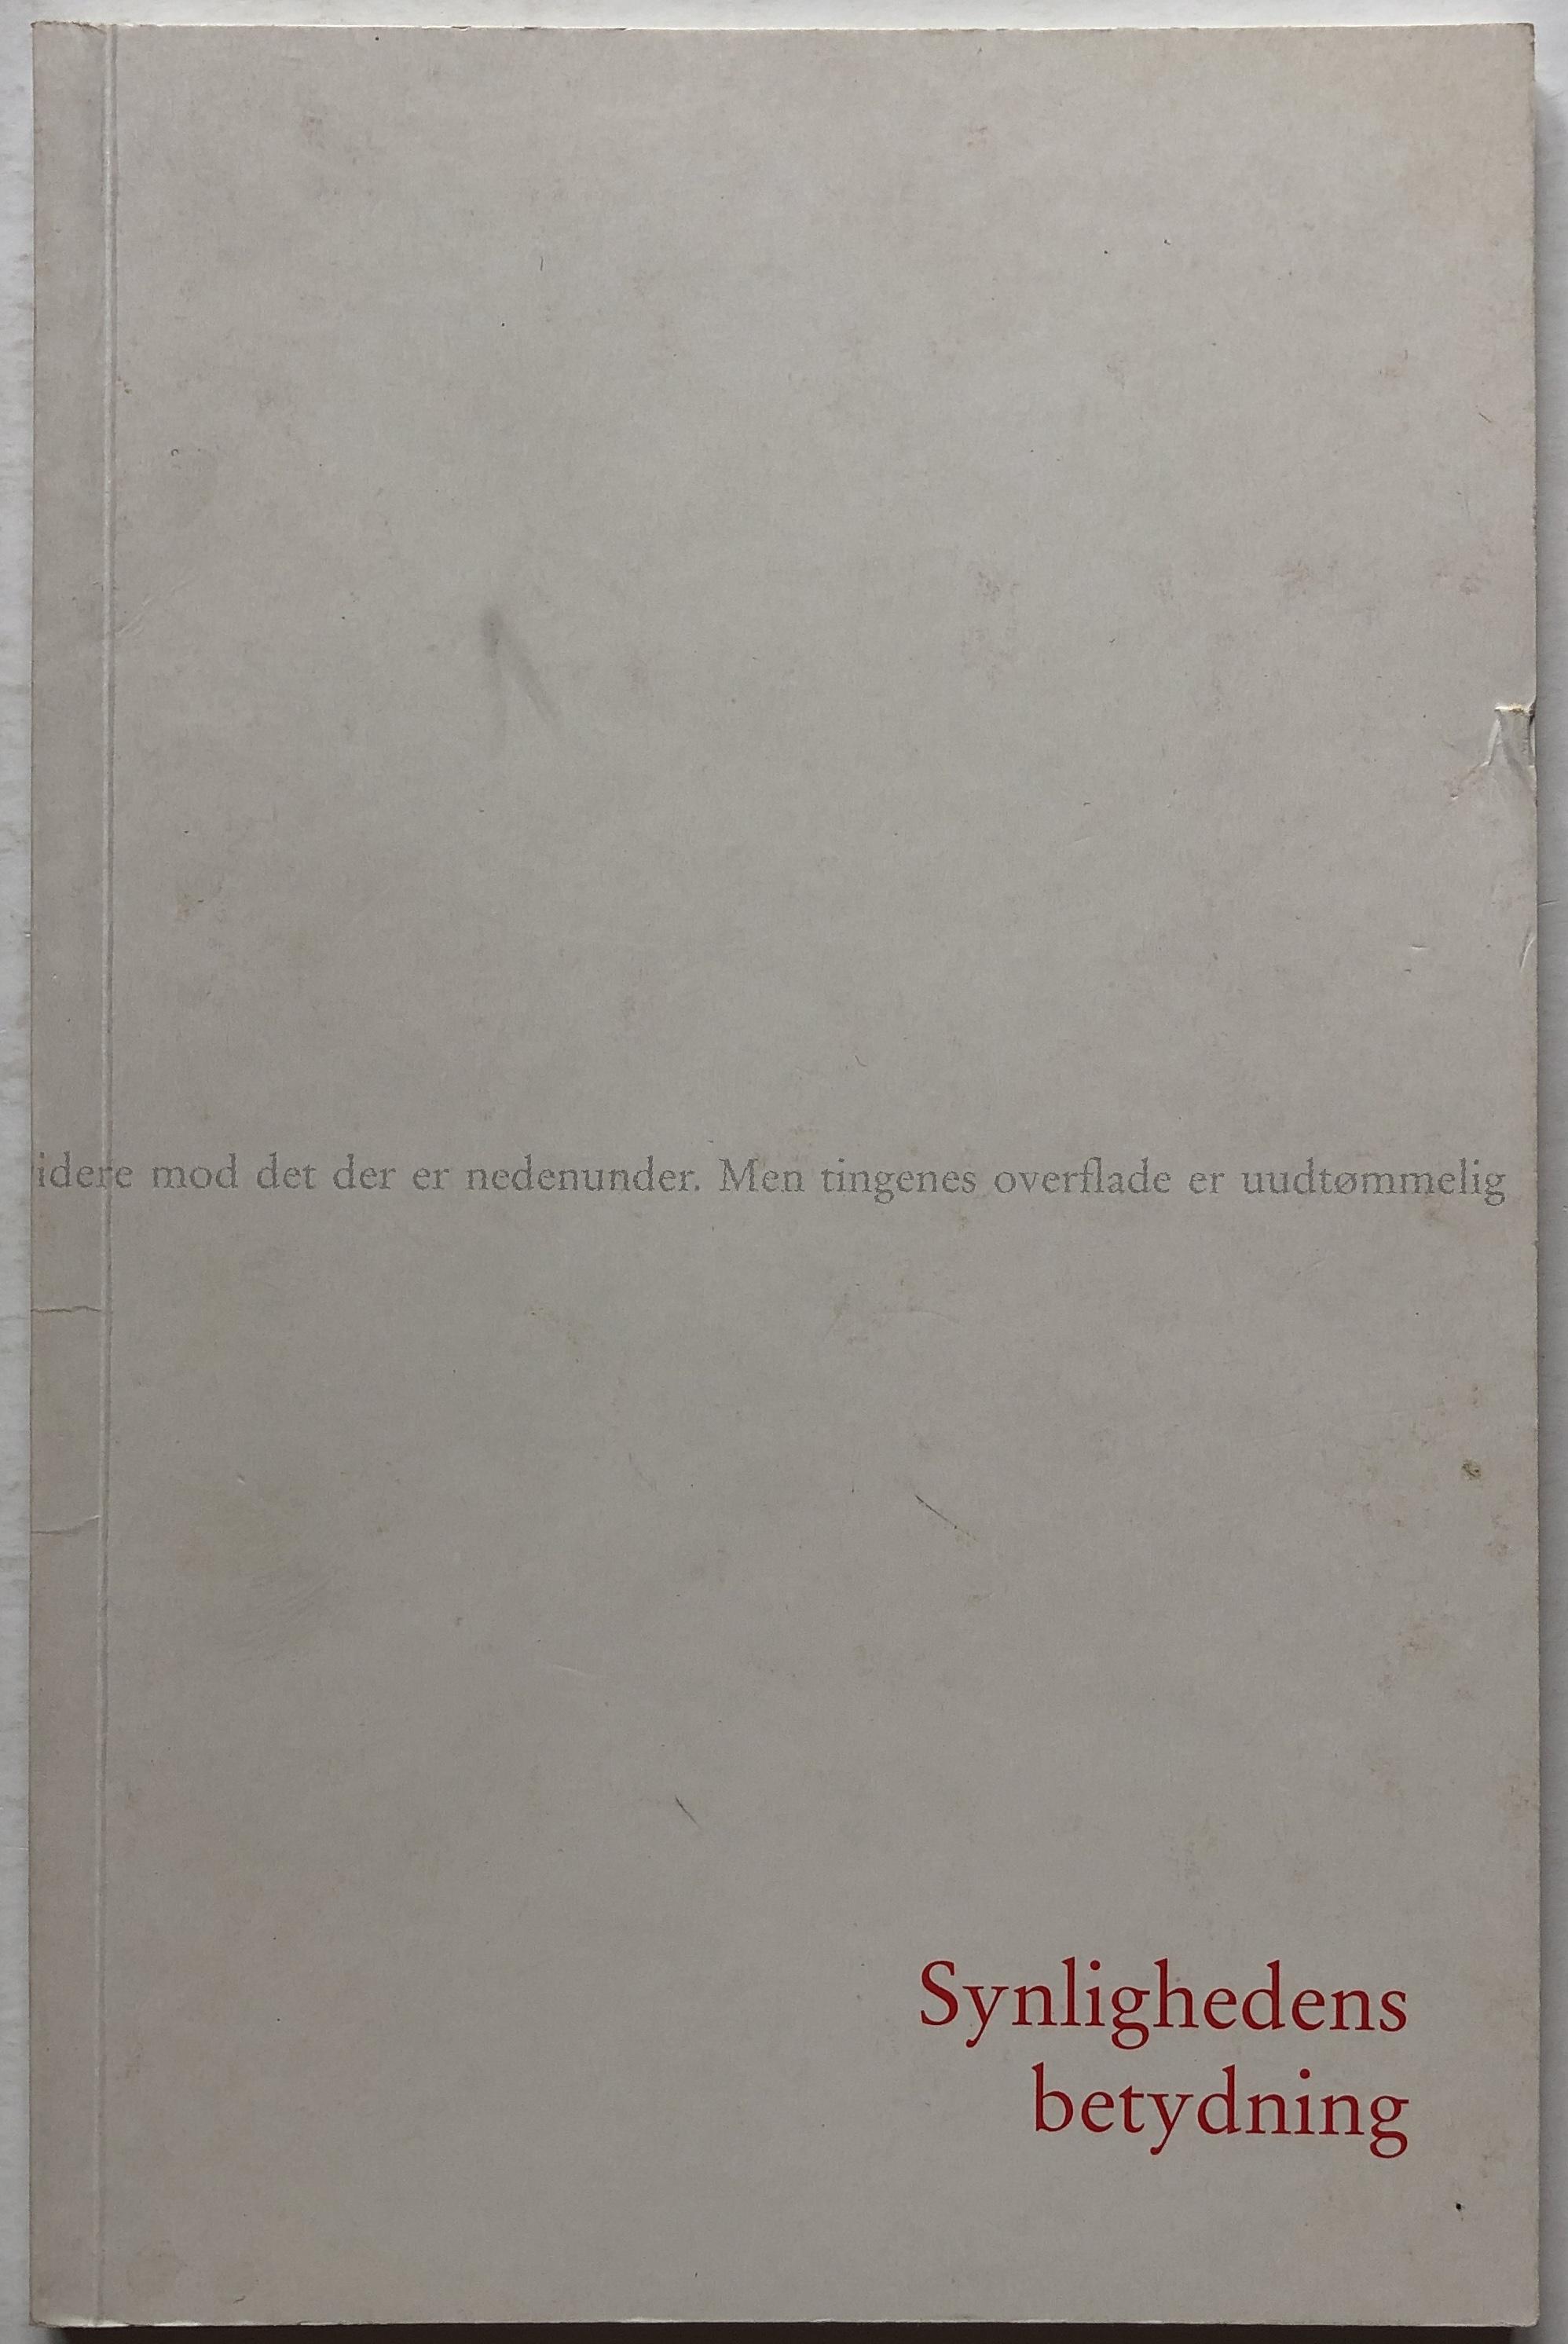 idere mod det der er nedenunder. Men tingenes overflade er uudtømmelig
Synlighedens
betydning